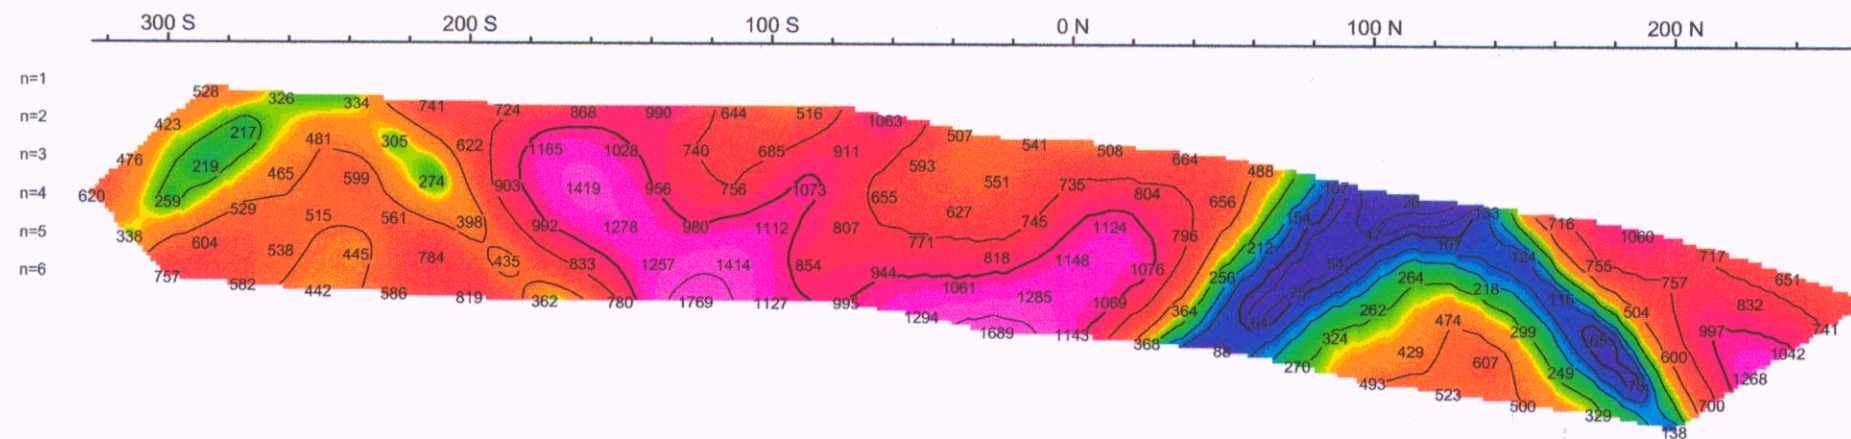 300 S 200 S 100 S 0 N 100 N 200 N
n=1
528 326 334 741 724 868 990 644 516 1063 507 541 508 664 488 107 26 133 716 1060 717 651
n=2
423 217 481 305 622 1165 1028 740 685 911 593 551 735 804 656 154 47 107 124 755 757 832 741
n=3
476 219 465 599 274 903 1419 956 756 1073 655 627 745 1124 796 212 54 264 218 116 504 997 1042
n=4
620 259 529 515 561 398 992 1278 980 1112 807 771 818 1148 1076 256 75 262 474 299 65 600 1268
n=5
338 604 538 445 784 435 833 1257 1414 854 944 1061 1285 1069 364 64 324 429 607 249 78 700
n=6
757 582 442 586 819 362 780 1769 1127 995 1294 1689 1143 368 88 270 493 523 500 329 138